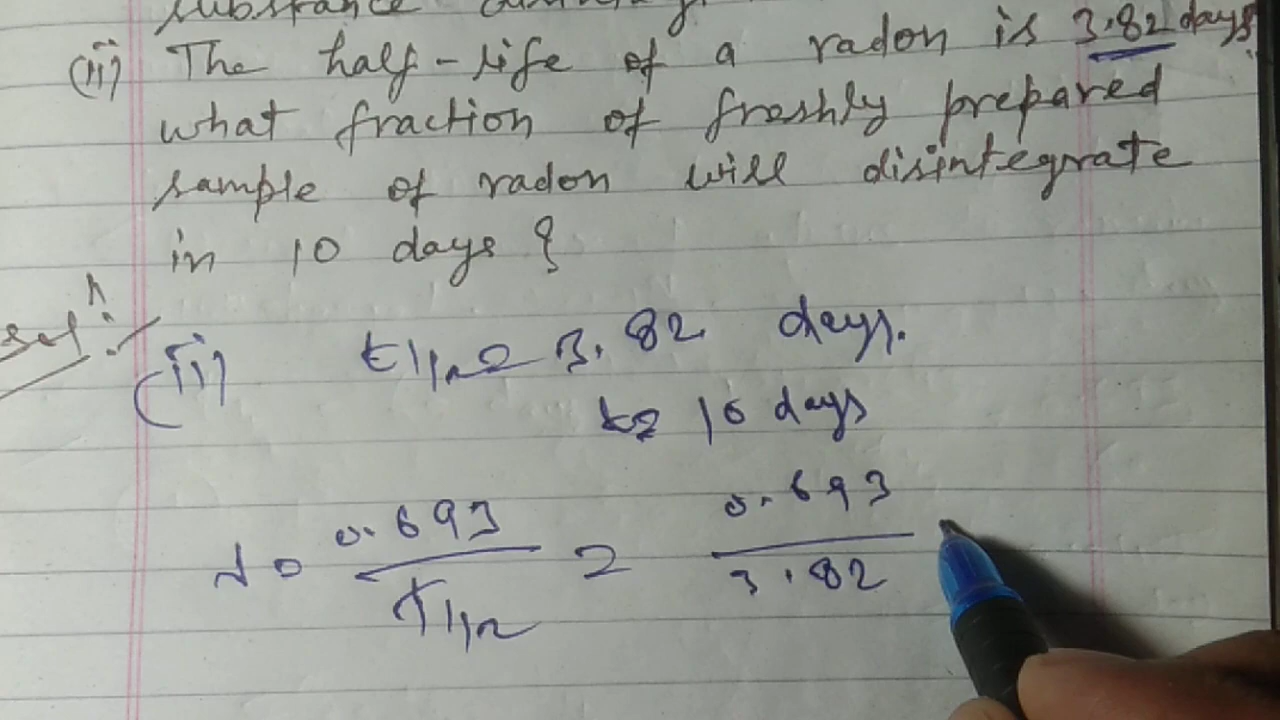 substance
(ii) The half-life of a radon is 3.82 days
what fraction of freshly prepared
sample of radon will disintegrate
in 10 days ?
Solⁿ:-
(ii) t1/2 = 3.82 days.
t = 10 days
λ = 0.693 / t1/2 = 0.693 / 3.82